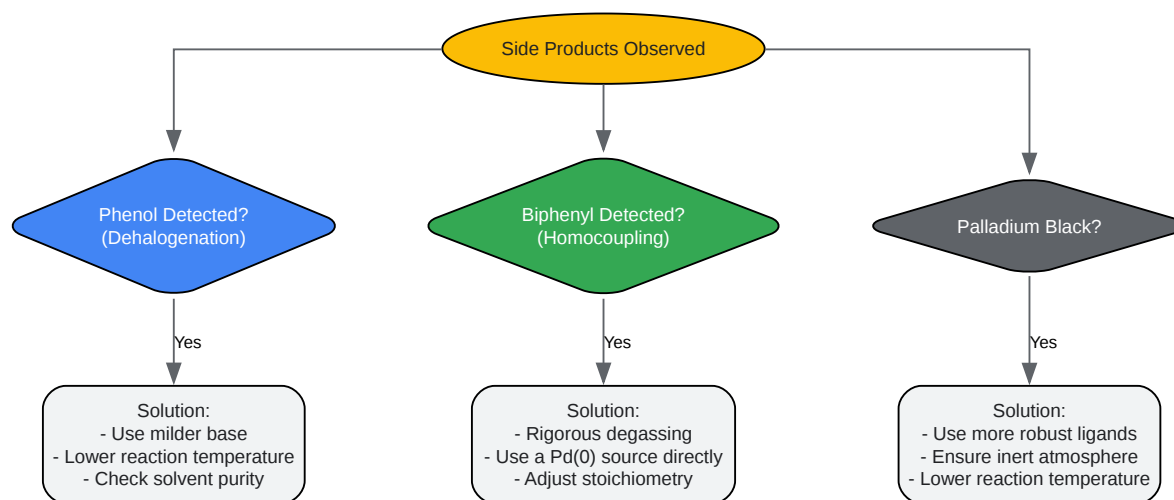 Side Products Observed
Phenol Detected?
(Dehalogenation)
Biphenyl Detected?
(Homocoupling)
Palladium Black?
Yes
Yes
Yes
Solution:
- Use milder base
- Lower reaction temperature
- Check solvent purity
Solution:
- Rigorous degassing
- Use a Pd(0) source directly
- Adjust stoichiometry
Solution:
- Use more robust ligands
- Ensure inert atmosphere
- Lower reaction temperature